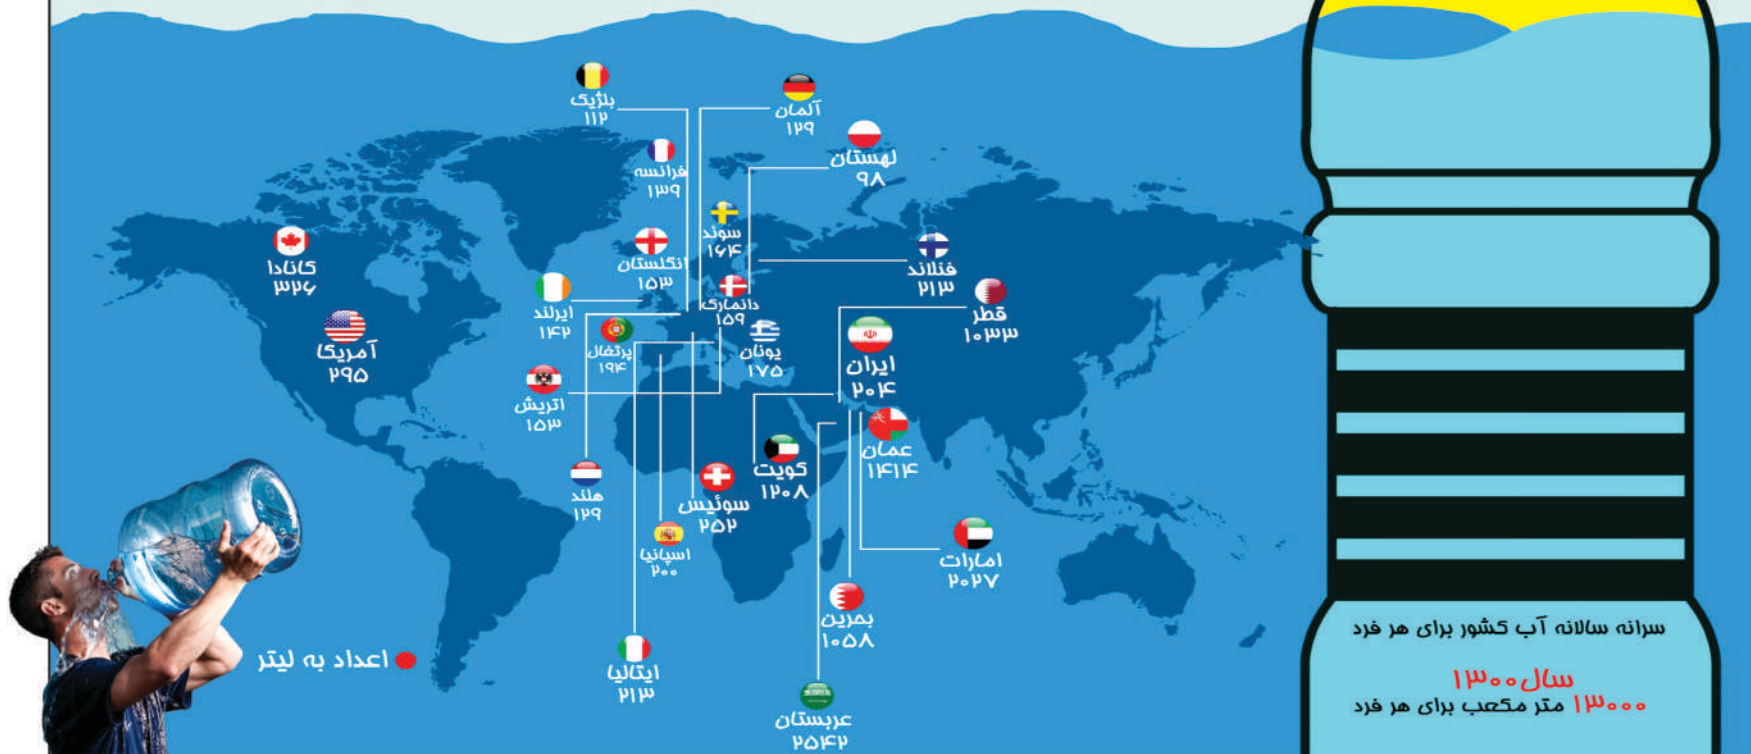 بلژیک
۱۱۲
آلمان
۱۲۹
لهستان
۹۸
فرانسه
۱۳۹
سوئد
۱۶۴
انگلستان
۱۵۳
کانادا
۳۲۶
فنلاند
۲۱۳
ایرلند
۱۴۲
دانمارک
۱۵۹
قطر
۱۰۳۳
آمریکا
۲۹۵
پرتغال
۱۹۴
یونان
۱۷۵
ایران
۲۰۴
اتریش
۱۵۳
عمان
۱۴۱۴
کویت
۱۲۰۸
هلند
۱۲۹
سوئیس
۲۵۲
اسپانیا
۲۰۰
امارات
۲۰۲۷
بحرین
۱۰۵۸
ایتالیا
۲۱۳
عربستان
۲۵۴۲
اعداد به لیتر
سرانه سالانه آب کشور برای هر فرد
سال ۱۳۰۰
۱۳۰۰۰ متر مکعب برای هر فرد